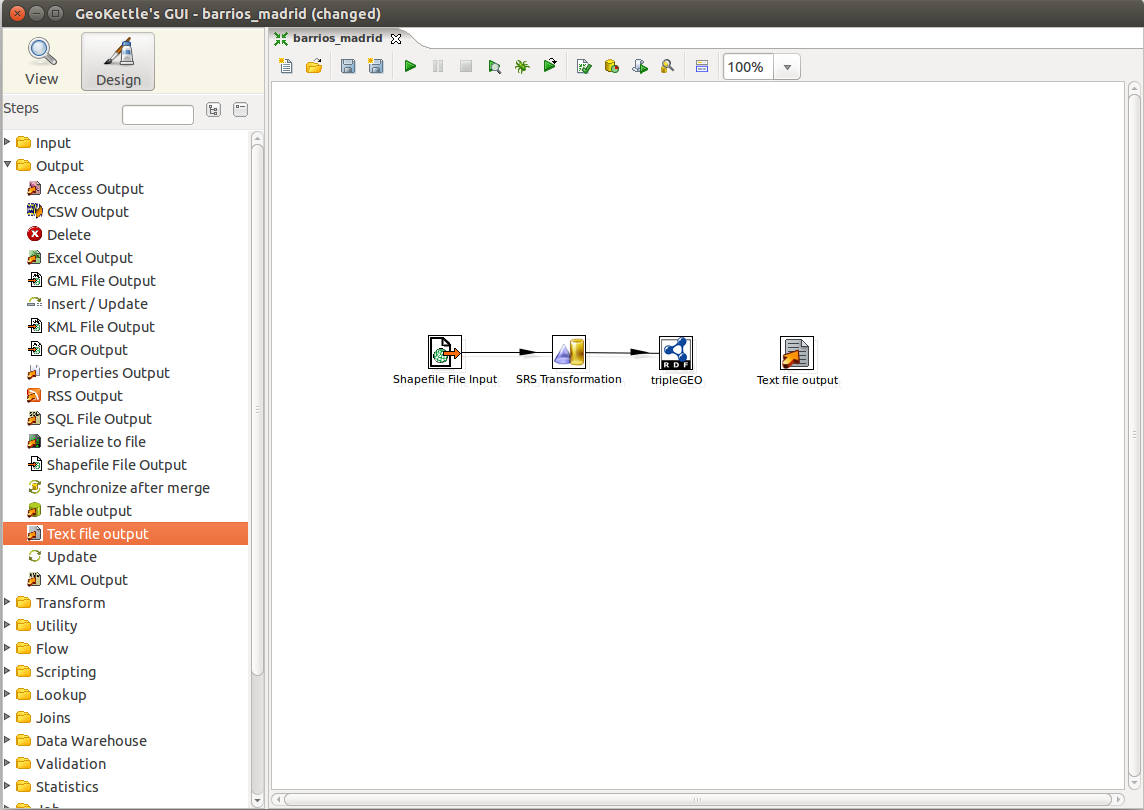 GeoKettle's GUI - barrios_madrid (changed)
View
Design
barrios_madrid
100%
Steps
Input
Output
Access Output
CSW Output
Delete
Excel Output
GML File Output
Insert / Update
KML File Output
OGR Output
Properties Output
RSS Output
SQL File Output
Serialize to file
Shapefile File Output
Synchronize after merge
Table output
Text file output
Update
XML Output
Transform
Utility
Flow
Scripting
Lookup
Joins
Data Warehouse
Validation
Statistics
RDF
Shapefile File Input
SRS Transformation
tripleGEO
Text file output